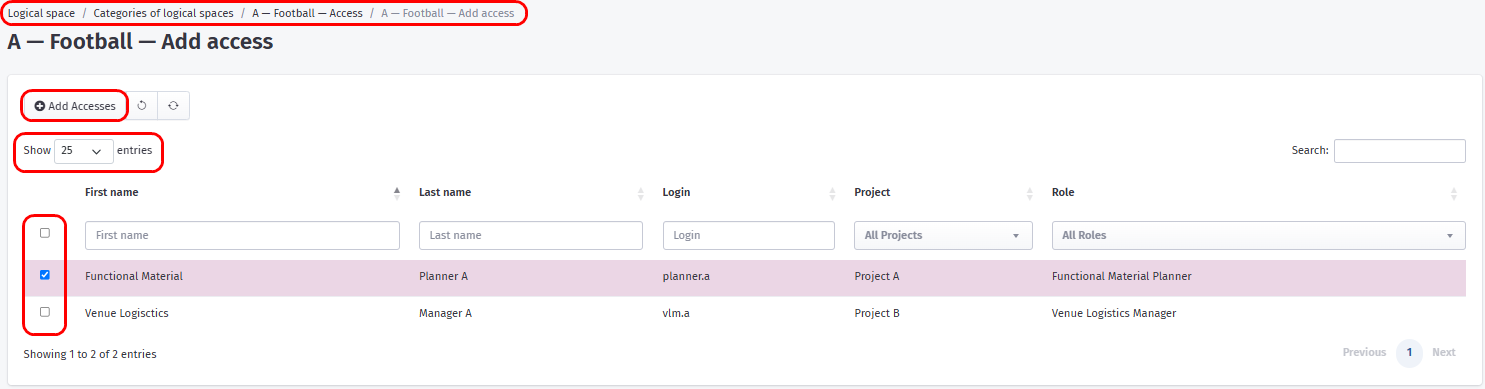 Logical space / Categories of logical spaces / A — Football — Access / A — Football — Add access
A — Football — Add access
Add Accesses
Show 25 entries Search:
First name Last name Login Project Role
First name Last name Login All Projects All Roles
Functional Material Planner A planner.a Project A Functional Material Planner
Venue Logisctics Manager A vlm.a Project B Venue Logistics Manager
Showing 1 to 2 of 2 entries Previous 1 Next